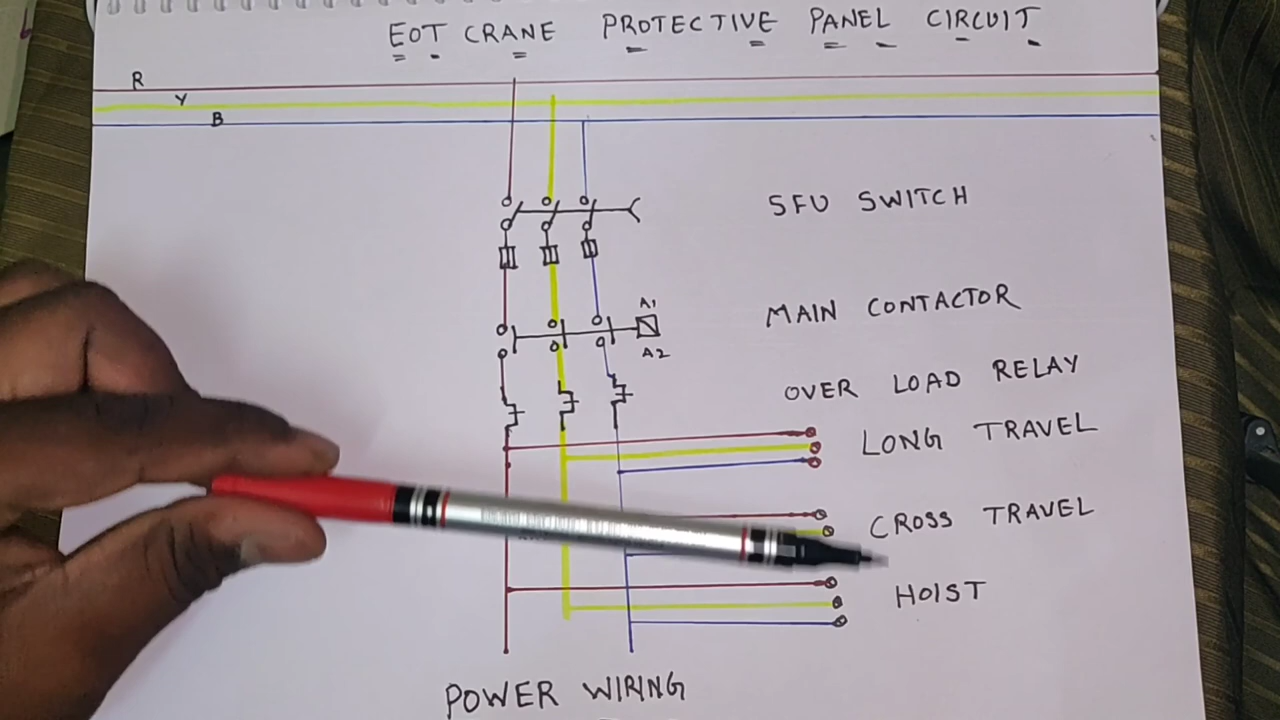 EOT CRANE PROTECTIVE PANEL CIRCUIT
R
Y
B
SFU SWITCH
A1
MAIN CONTACTOR
A2
OVER LOAD RELAY
LONG TRAVEL
CROSS TRAVEL
HOIST
POWER WIRING